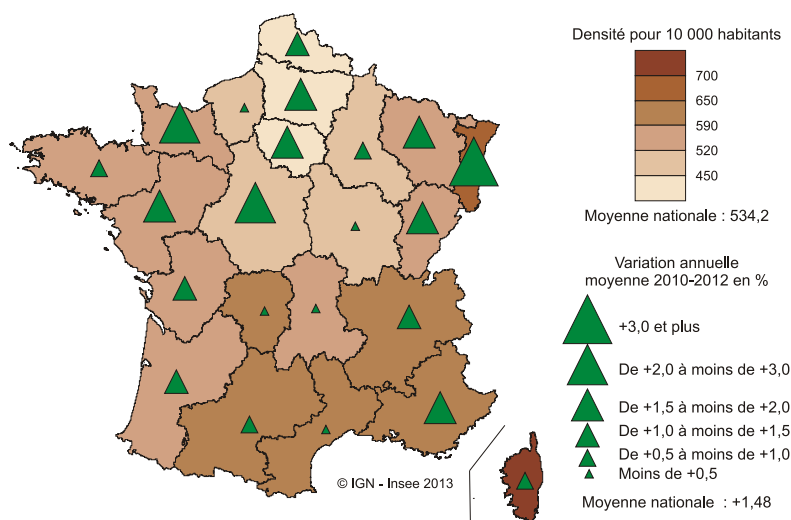 Densité pour 10 000 habitants
700
650
590
520
450
Moyenne nationale : 534,2
Variation annuelle
moyenne 2010-2012 en %
+3,0 et plus
De +2,0 à moins de +3,0
De +1,5 à moins de +2,0
De +1,0 à moins de +1,5
De +0,5 à moins de +1,0
Moins de +0,5
© IGN - Insee 2013
Moyenne nationale : +1,48